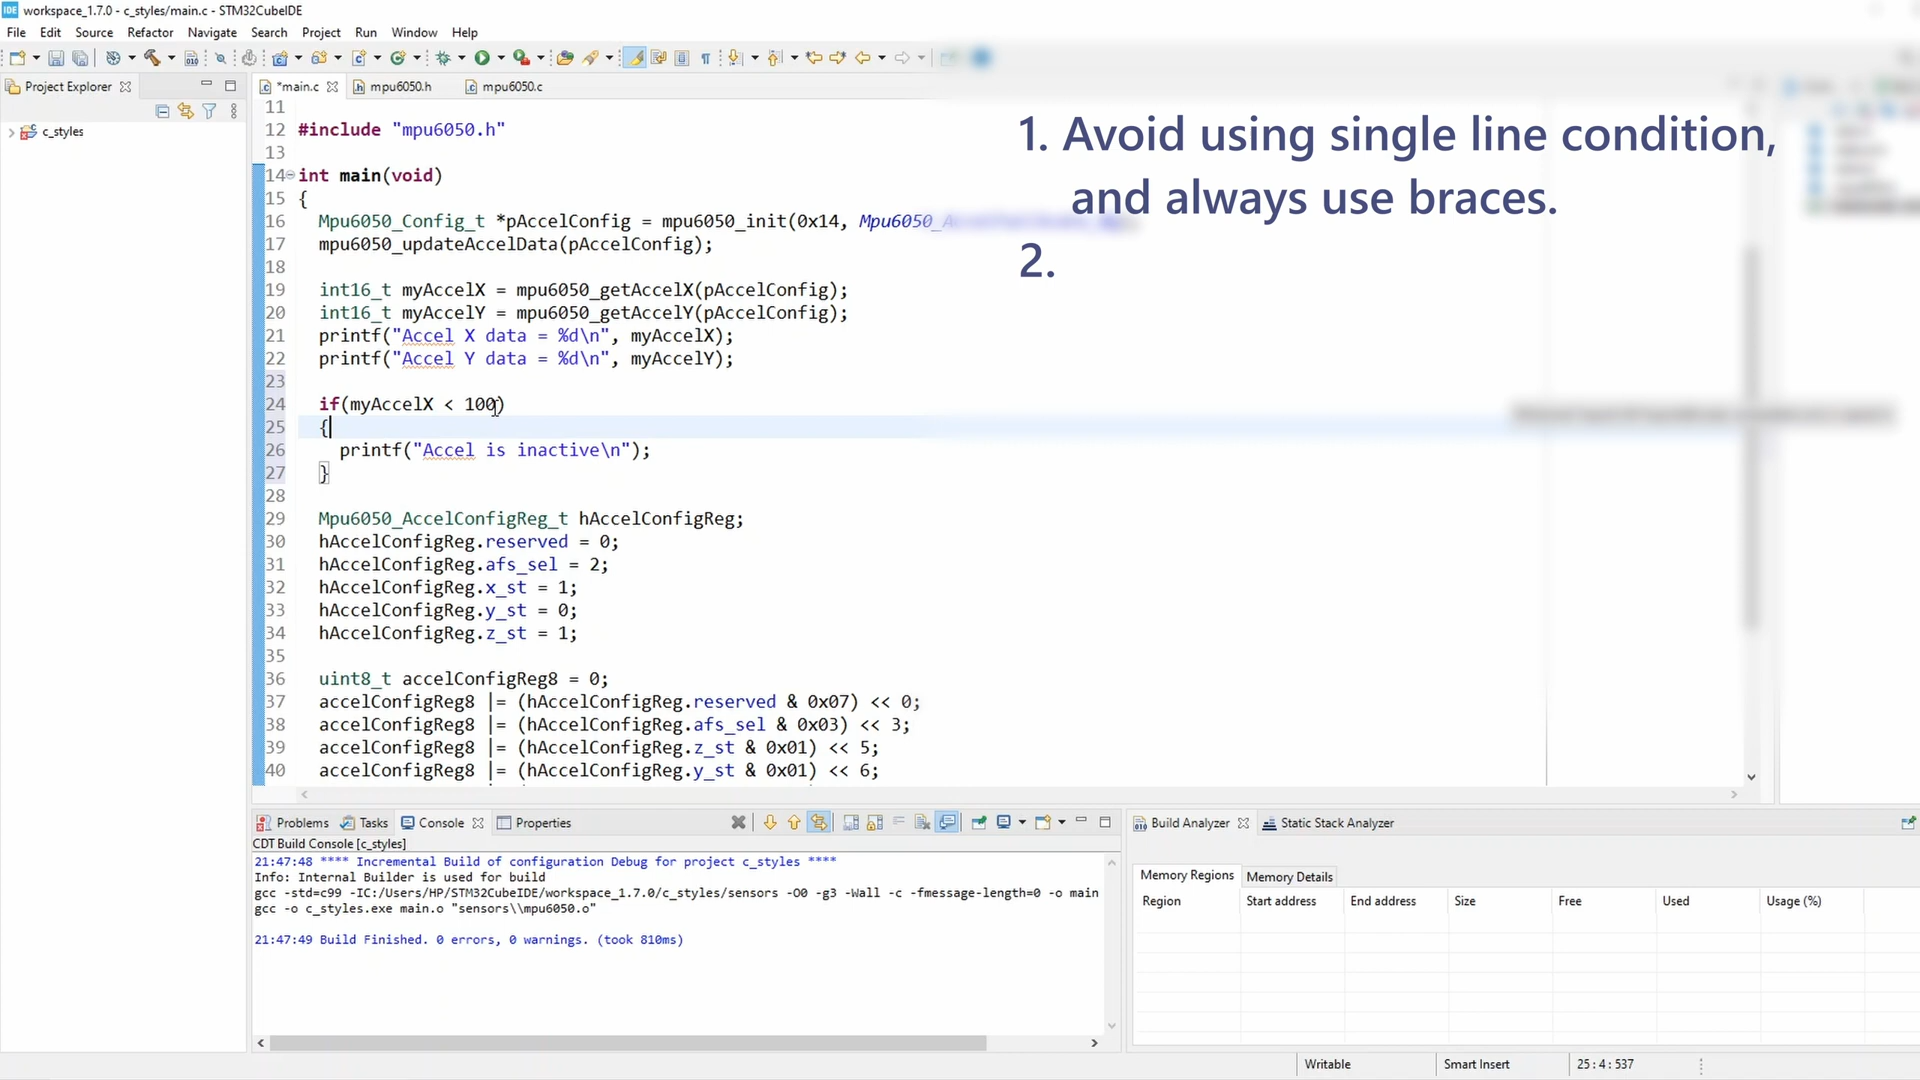 workspace_1.7.0 - c_styles/main.c - STM32CubeIDE
File Edit Source Refactor Navigate Search Project Run Window Help
Project Explorer
*main.c mpu6050.h mpu6050.c
c_styles
1. Avoid using single line condition,
and always use braces.
2.
11
12 #include "mpu6050.h"
13
14 int main(void)
15 {
16 Mpu6050_Config_t *pAccelConfig = mpu6050_init(0x14, Mpu6050_
17 mpu6050_updateAccelData(pAccelConfig);
18
19 int16_t myAccelX = mpu6050_getAccelX(pAccelConfig);
20 int16_t myAccelY = mpu6050_getAccelY(pAccelConfig);
21 printf("Accel X data = %d\n", myAccelX);
22 printf("Accel Y data = %d\n", myAccelY);
23
24 if(myAccelX < 100)
25 {
26 printf("Accel is inactive\n");
27 }
28
29 Mpu6050_AccelConfigReg_t hAccelConfigReg;
30 hAccelConfigReg.reserved = 0;
31 hAccelConfigReg.afs_sel = 2;
32 hAccelConfigReg.x_st = 1;
33 hAccelConfigReg.y_st = 0;
34 hAccelConfigReg.z_st = 1;
35
36 uint8_t accelConfigReg8 = 0;
37 accelConfigReg8 |= (hAccelConfigReg.reserved & 0x07) << 0;
38 accelConfigReg8 |= (hAccelConfigReg.afs_sel & 0x03) << 3;
39 accelConfigReg8 |= (hAccelConfigReg.z_st & 0x01) << 5;
40 accelConfigReg8 |= (hAccelConfigReg.y_st & 0x01) << 6;
Problems Tasks Console Properties
CDT Build Console [c_styles]
21:47:48 **** Incremental Build of configuration Debug for project c_styles ****
Info: Internal Builder is used for build
gcc -std=c99 -IC:/Users/HP/STM32CubeIDE/workspace_1.7.0/c_styles/sensors -O0 -g3 -Wall -c -fmessage-length=0 -o main
gcc -o c_styles.exe main.o "sensors\\mpu6050.o"
21:47:49 Build Finished. 0 errors, 0 warnings. (took 810ms)
Build Analyzer Static Stack Analyzer
Memory Regions Memory Details
Region Start address End address Size Free Used Usage (%)
Writable Smart Insert 25 : 4 : 537